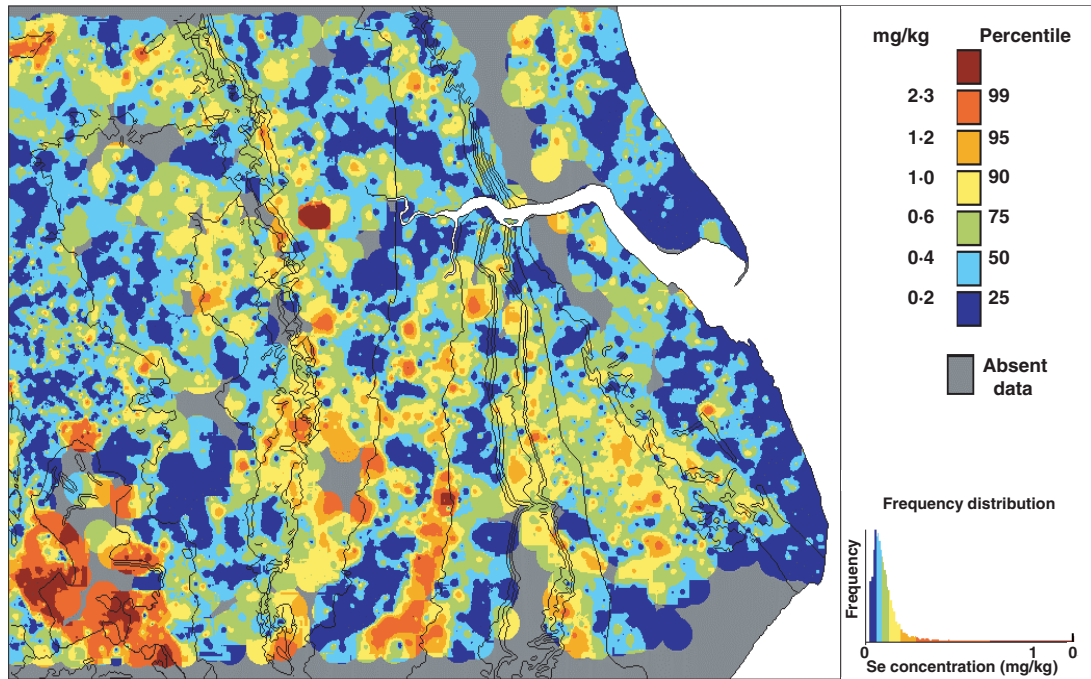 mg/kg Percentile
2·3 99
1·2 95
1·0 90
0·6 75
0·4 50
0·2 25
Absent
data
Frequency distribution
Frequency
0 1 0
Se concentration (mg/kg)